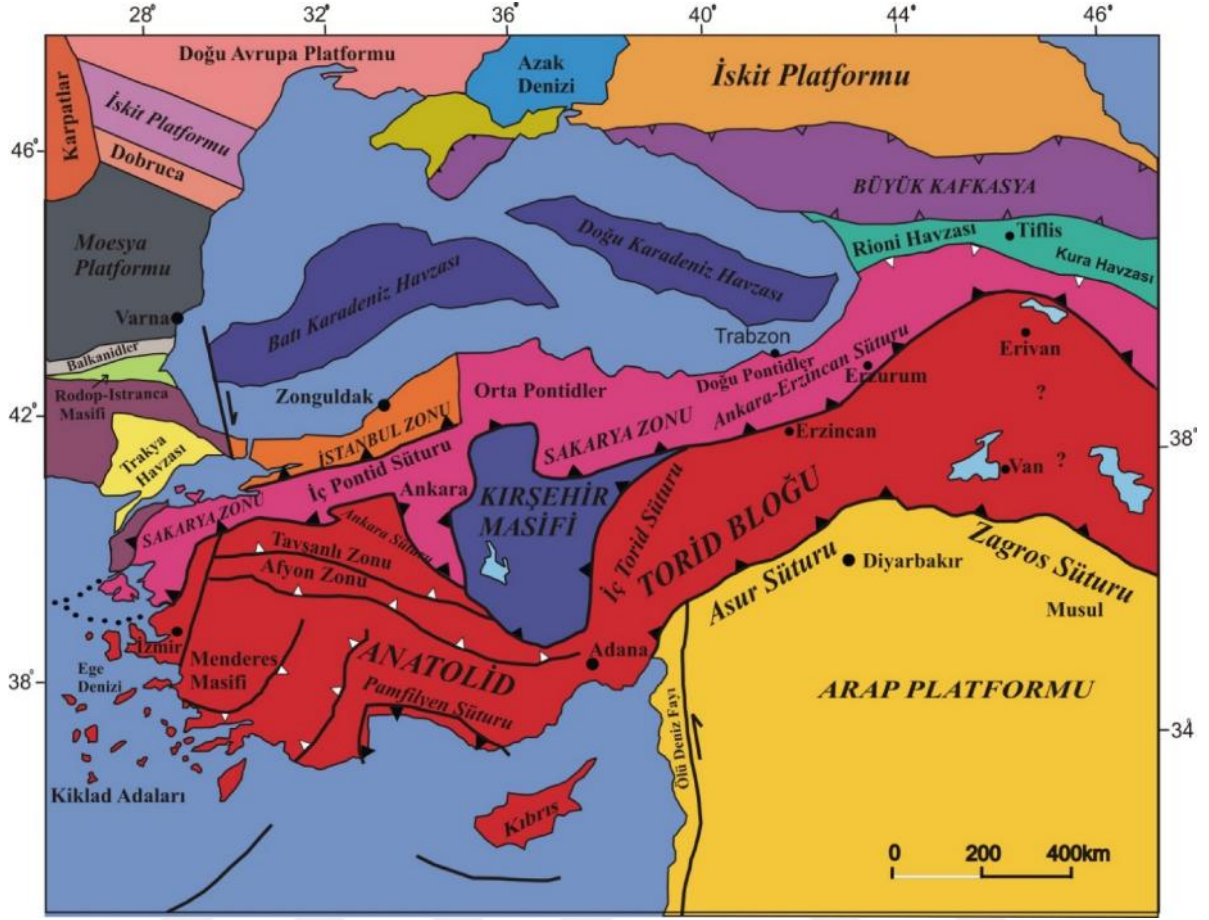 28° 32° 36° 40° 44° 46°
Doğu Avrupa Platformu
Azak
Denizi
İskit Platformu
Karpatlar
İskit Platformu
Dobruca
46°
BÜYÜK KAFKASYA
Moesya
Platformu
Doğu Karadeniz Havzası
Rioni Havzası
Tiflis
Kura Havzası
Batı Karadeniz Havzası
Varna
Trabzon
Balkanidler
Rodop-Istranca
Masifi
Zonguldak
Orta Pontidler
Doğu Pontidler
Erzurum
Erivan
42°
Trakya
Havzası
İSTANBUL ZONU
SAKARYA ZONU
Ankara-Erzincan Süturu
Erzincan
?
38°
İç Pontid Süturu
Ankara
KIRŞEHİR
MASİFİ
Van ?
SAKARYA ZONU
Ankara Süturu
İç Torid Süturu
TORİD BLOĞU
Tavşanlı Zonu
Afyon Zonu
Asur Süturu
Diyarbakır
Zagros Süturu
Musul
İzmir
Menderes
Masifi
ANATOLİD
Adana
Ege
Denizi
38°
Pamfilyen Süturu
ARAP PLATFORMU
Ölü Deniz Fayı
34°
Kiklad Adaları
Kıbrıs
0 200 400km